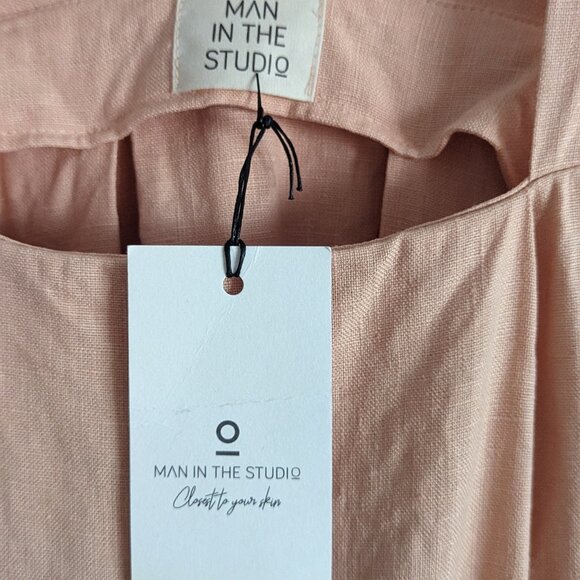 MAN
IN THE
STUDIO
MAN IN THE STUDIO
Closest to your skin